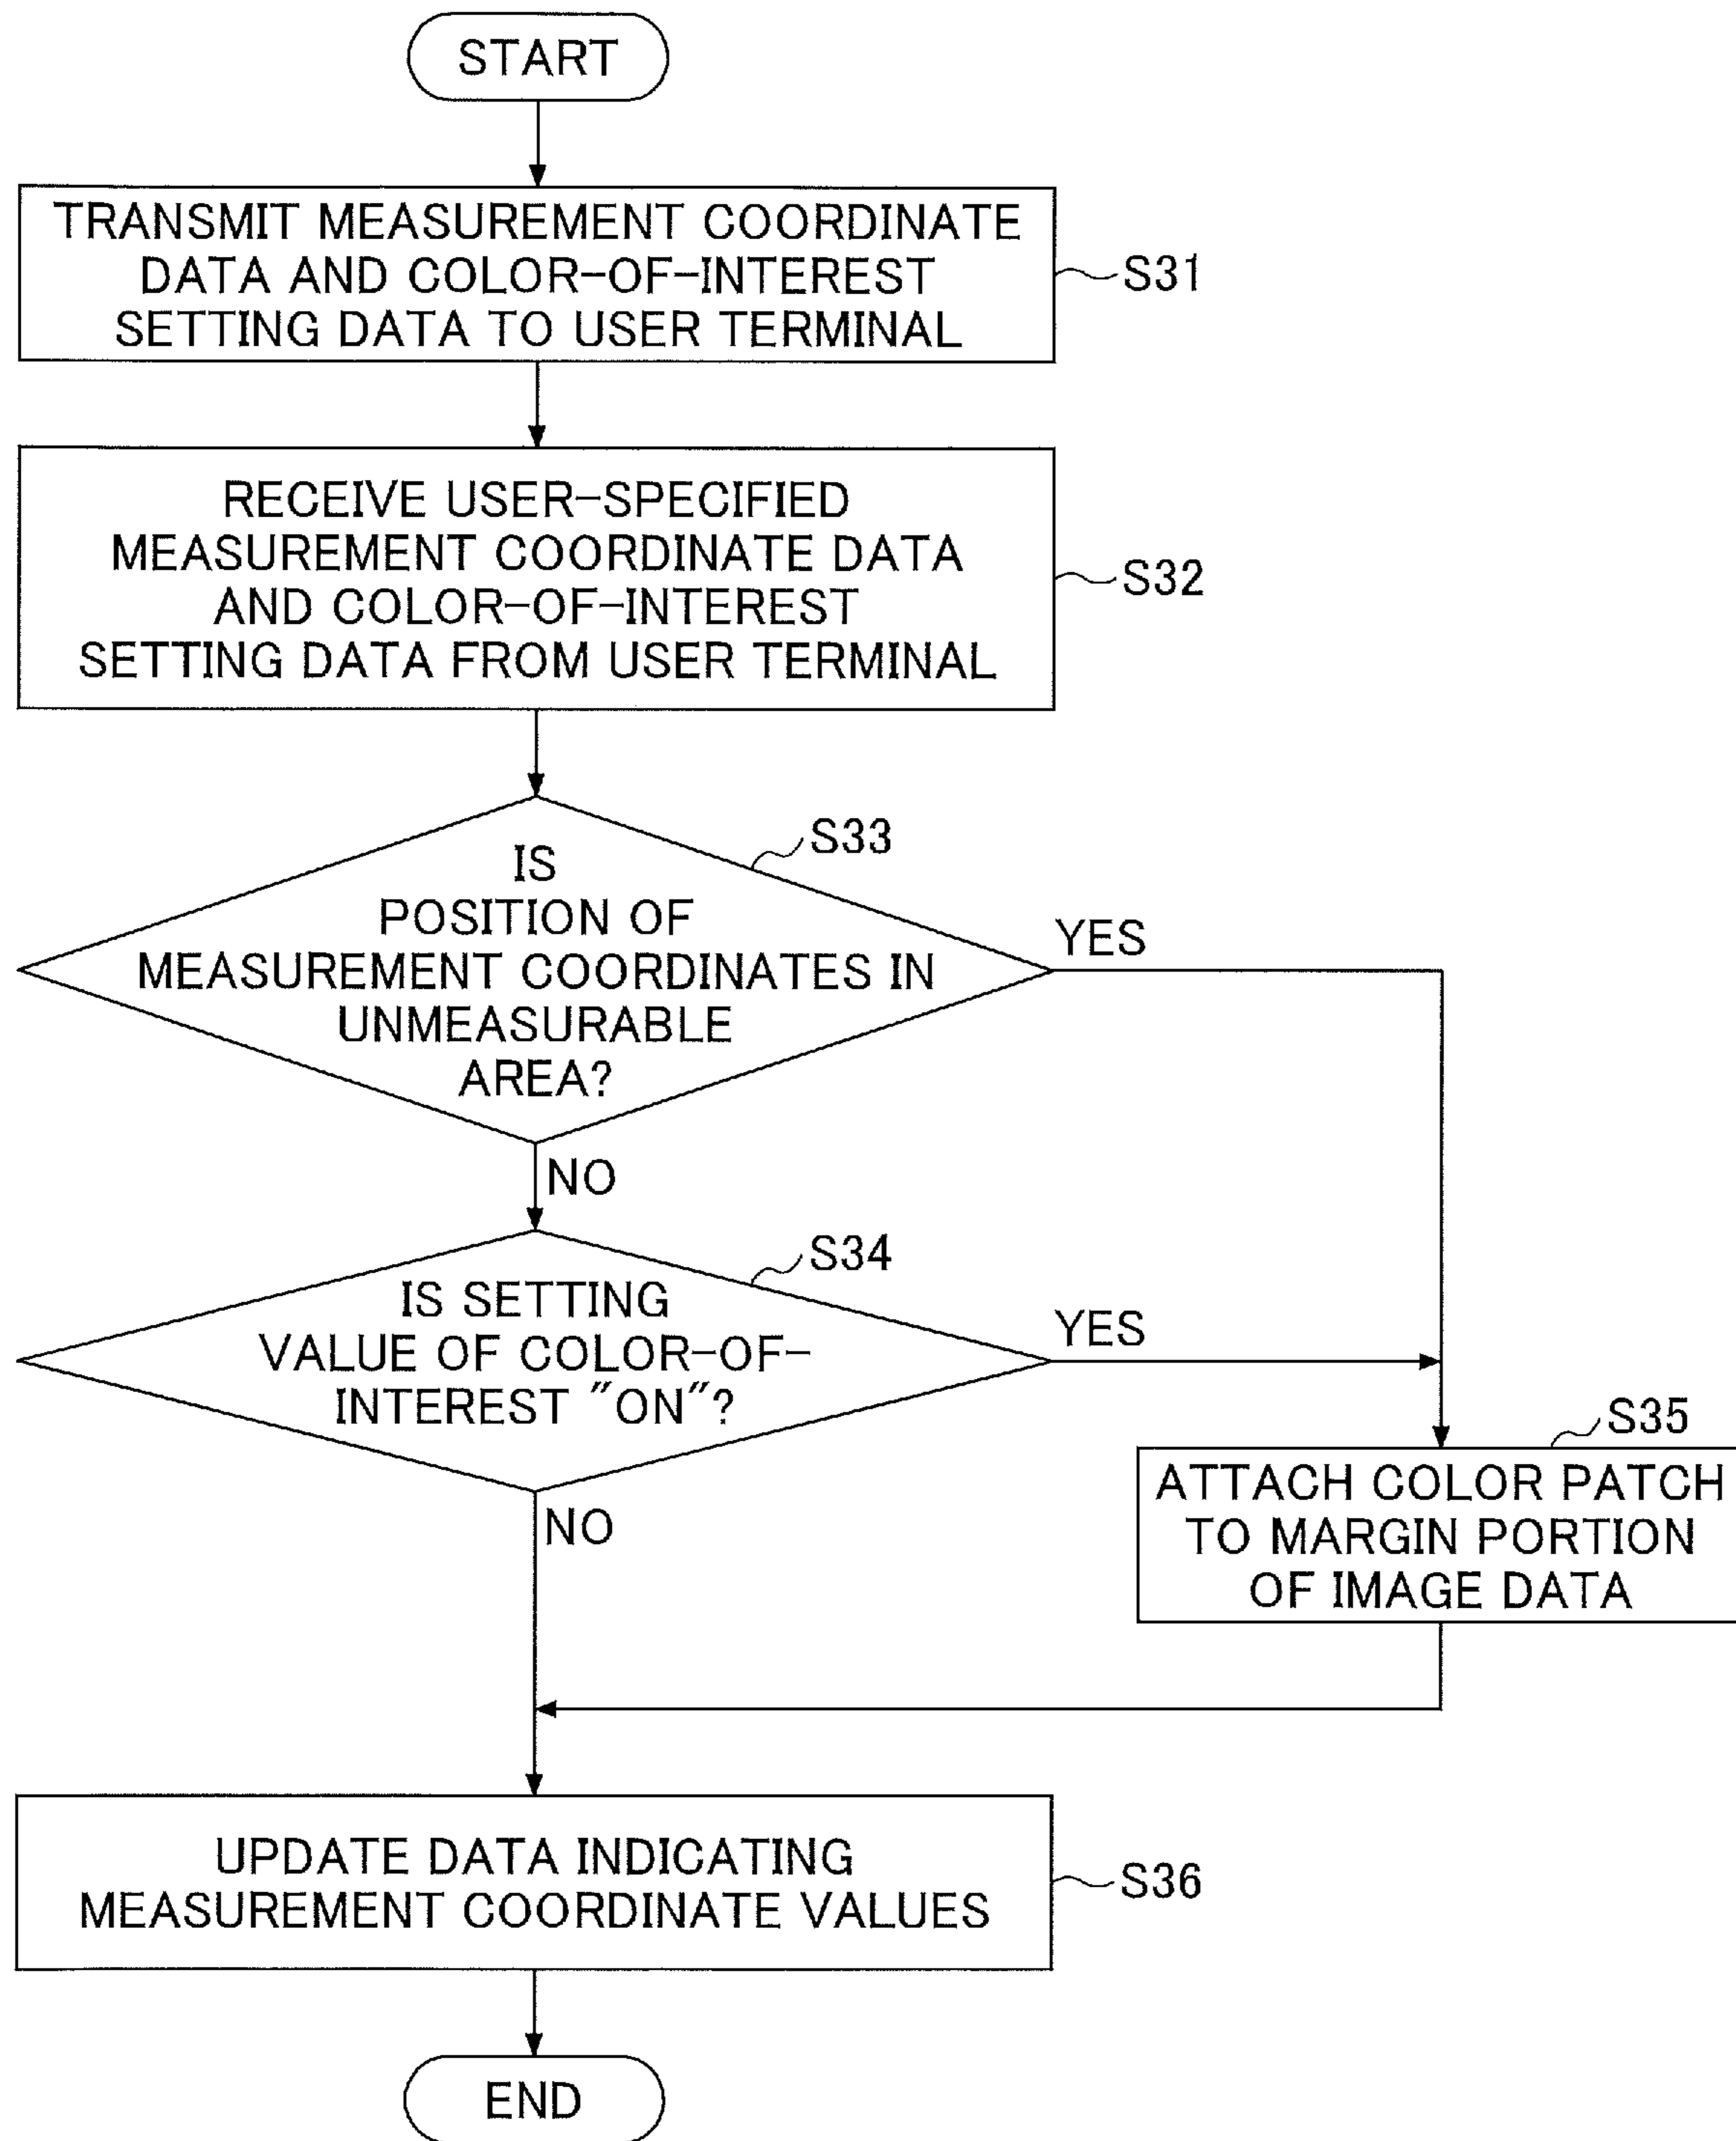 START
TRANSMIT MEASUREMENT COORDINATE
DATA AND COLOR-OF-INTEREST
SETTING DATA TO USER TERMINAL
S31
RECEIVE USER-SPECIFIED
MEASUREMENT COORDINATE DATA
AND COLOR-OF-INTEREST
SETTING DATA FROM USER TERMINAL
S32
S33
IS
POSITION OF
MEASUREMENT COORDINATES IN
UNMEASURABLE
AREA?
YES
NO
S34
IS SETTING
VALUE OF COLOR-OF-
INTEREST "ON"?
YES
NO
S35
ATTACH COLOR PATCH
TO MARGIN PORTION
OF IMAGE DATA
UPDATE DATA INDICATING
MEASUREMENT COORDINATE VALUES
S36
END